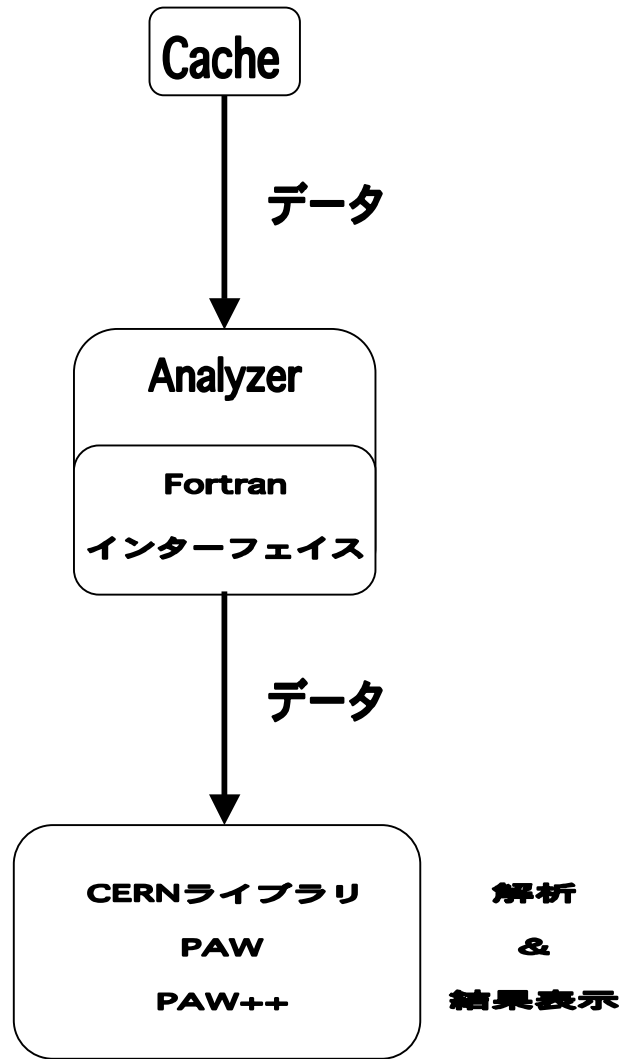 Cache
データ
Analyzer
Fortran
インターフェイス
データ
CERNライブラリ
PAW
PAW++
解析
&
結果表示